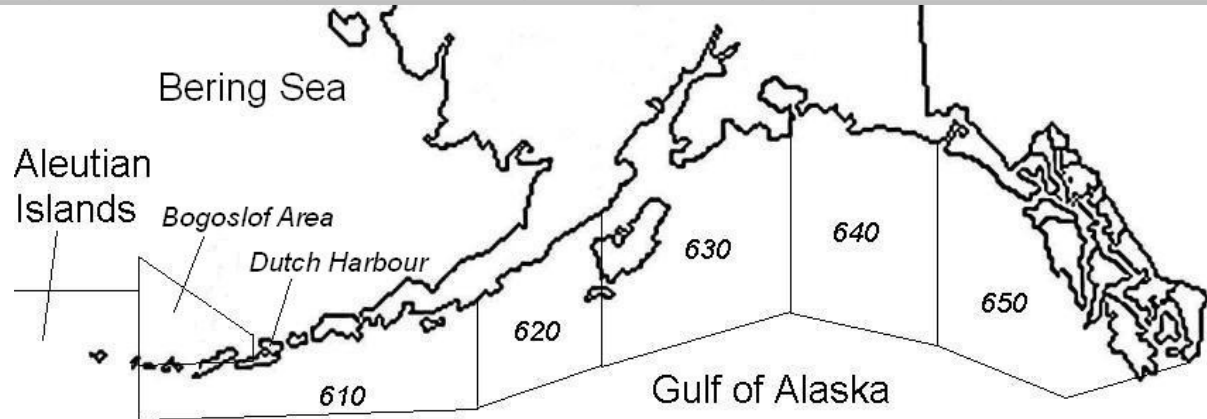 Bering Sea
Aleutian
Islands
Bogoslof Area
Dutch Harbour
630
640
650
620
610
Gulf of Alaska